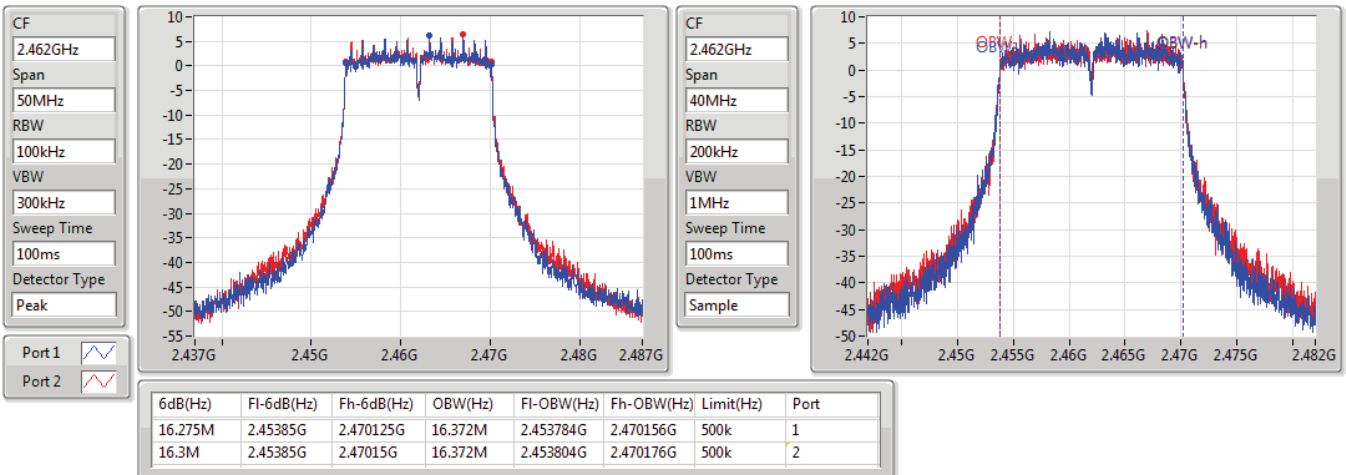 CF
2.462GHz
Span
50MHz
RBW
100kHz
VBW
300kHz
Sweep Time
100ms
Detector Type
Peak
Port 1
Port 2
10
5
0
-5
-10
-15
-20
-25
-30
-35
-40
-45
-50
-55
2.437G 2.45G 2.46G 2.47G 2.48G 2.487G
CF
2.462GHz
Span
40MHz
RBW
200kHz
VBW
1MHz
Sweep Time
100ms
Detector Type
Sample
10
5
0
-5
-10
-15
-20
-25
-30
-35
-40
-45
-50
OBW-h
2.442G 2.45G 2.455G 2.46G 2.465G 2.47G 2.475G 2.482G
6dB(Hz) Fl-6dB(Hz) Fh-6dB(Hz) OBW(Hz) Fl-OBW(Hz) Fh-OBW(Hz) Limit(Hz) Port
16.275M 2.45385G 2.470125G 16.372M 2.453784G 2.470156G 500k 1
16.3M 2.45385G 2.47015G 16.372M 2.453804G 2.470176G 500k 2